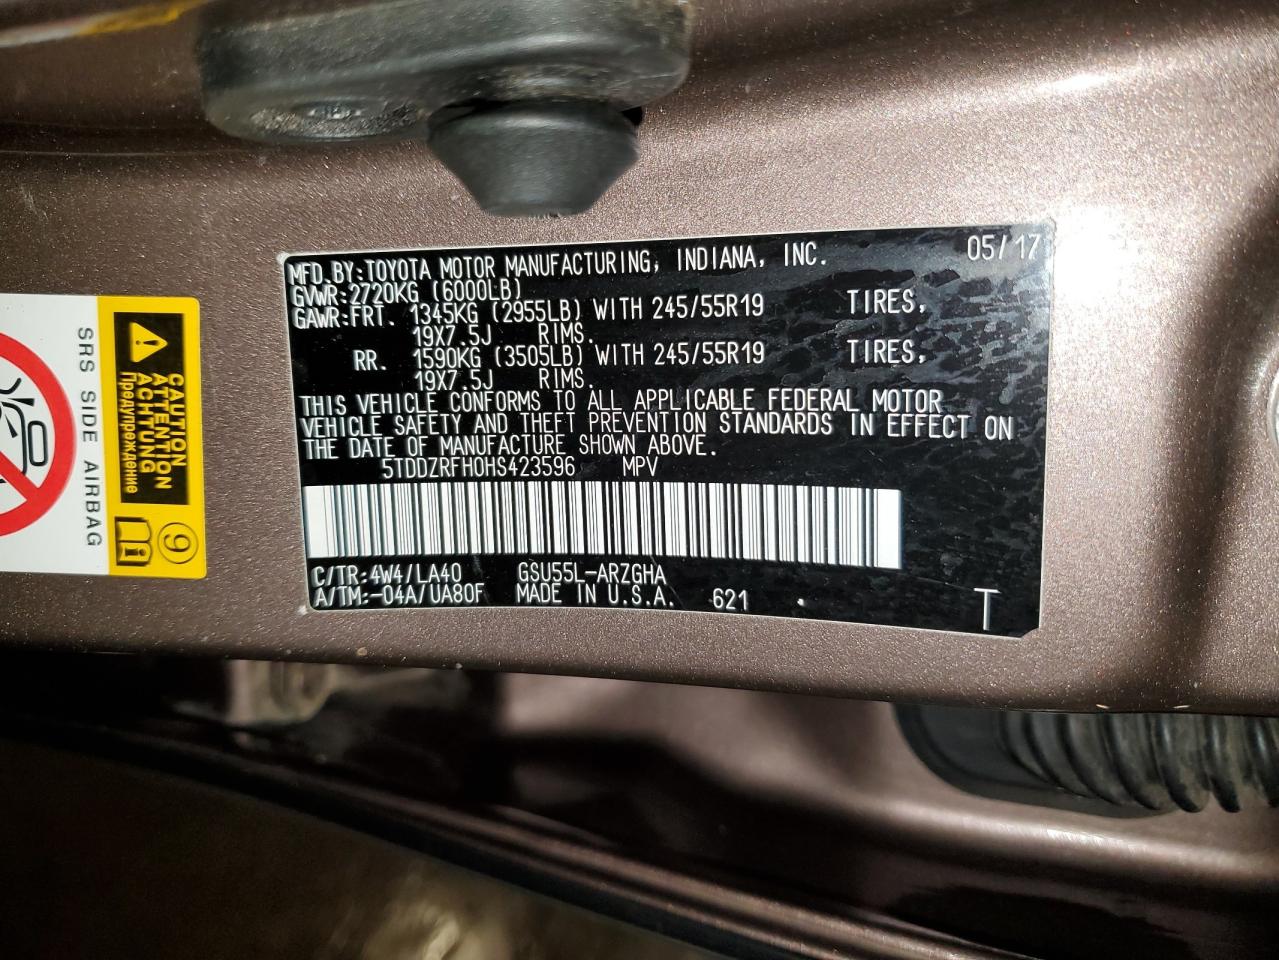 MFD.BY:TOYOTA MOTOR MANUFACTURING, INDIANA, INC. 05/17
GVWR:2720KG (6000LB)
GAWR:FRT. 1345KG (2955LB) WITH 245/55R19 TIRES,
19X7.5J RIMS.
RR. 1590KG (3505LB) WITH 245/55R19 TIRES,
19X7.5J RIMS.
THIS VEHICLE CONFORMS TO ALL APPLICABLE FEDERAL MOTOR
VEHICLE SAFETY AND THEFT PREVENTION STANDARDS IN EFFECT ON
THE DATE OF MANUFACTURE SHOWN ABOVE.
5TDDZRFH0HS423596 MPV
C/TR:4W4/LA40 GSU55L-ARZGHA
A/TM:-04A/UA80F MADE IN U.S.A. 621 T
CAUTION
ATTENTION
ACHTUNG
Предупреждение
9
SRS SIDE AIRBAG